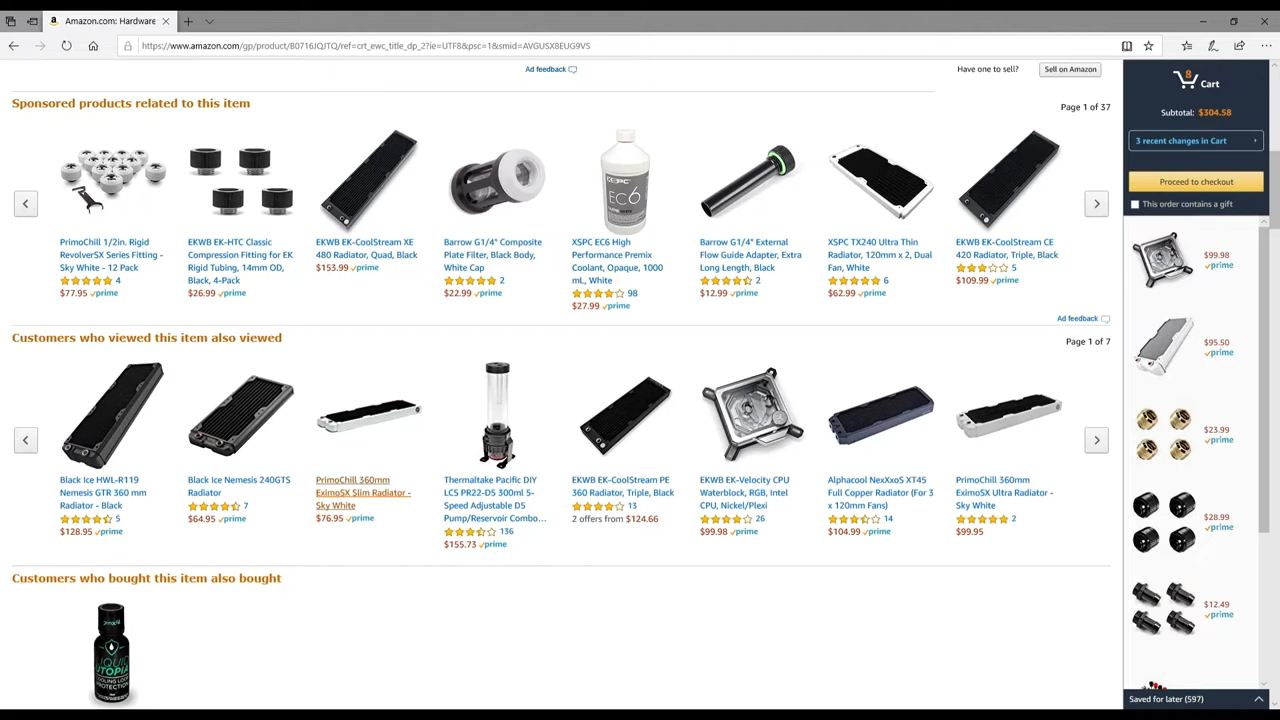 Amazon.com: Hardware
https://www.amazon.com/gp/product/B0716JQJTQ/ref=crt_ewc_title_dp_2?ie=UTF8&psc=1&smid=AVGUSX8EUG9VS
Ad feedback
Have one to sell?
Sell on Amazon
Sponsored products related to this item
Page 1 of 37
PrimoChill 1/2in. Rigid
RevolverSX Series Fitting -
Sky White - 12 Pack
4
$77.95 prime
EKWB EK-HTC Classic
Compression Fitting for EK
Rigid Tubing, 14mm OD,
Black, 4-Pack
$26.99 prime
EKWB EK-CoolStream XE
480 Radiator, Quad, Black
$153.99 prime
Barrow G1/4" Composite
Plate Filter, Black Body,
White Cap
2
$22.99 prime
XSPC
EC6
XSPC EC6 High
Performance Premix
Coolant, Opaque, 1000
mL, White
98
$27.99 prime
Barrow G1/4" External
Flow Guide Adapter, Extra
Long Length, Black
2
$12.99 prime
XSPC TX240 Ultra Thin
Radiator, 120mm x 2, Dual
Fan, White
6
$62.99 prime
EKWB EK-CoolStream CE
420 Radiator, Triple, Black
5
$109.99 prime
Ad feedback
Customers who viewed this item also viewed
Page 1 of 7
Black Ice HWL-R119
Nemesis GTR 360 mm
Radiator - Black
5
$128.95 prime
Black Ice Nemesis 240GTS
Radiator
7
$64.95 prime
PrimoChill 360mm
EximoSX Slim Radiator -
Sky White
$76.95 prime
Thermaltake Pacific DIY
LCS PR22-D5 300ml 5-
Speed Adjustable D5
Pump/Reservoir Combo...
136
$155.73 prime
EKWB EK-CoolStream PE
360 Radiator, Triple, Black
13
2 offers from $124.66
EKWB EK-Velocity CPU
Waterblock, RGB, Intel
CPU, Nickel/Plexi
26
$99.98 prime
Alphacool NexXxoS XT45
Full Copper Radiator (For 3
x 120mm Fans)
14
$104.99 prime
PrimoChill 360mm
EximoSX Ultra Radiator -
Sky White
2
$99.95
Customers who bought this item also bought
primochill
LIQUID
UTOPIA
COOLING LOOP
PROTECTION
8
Cart
Subtotal: $304.58
3 recent changes in Cart
Proceed to checkout
This order contains a gift
$99.98
prime
$95.50
prime
$23.99
prime
$28.99
prime
$12.49
prime
Saved for later (597)